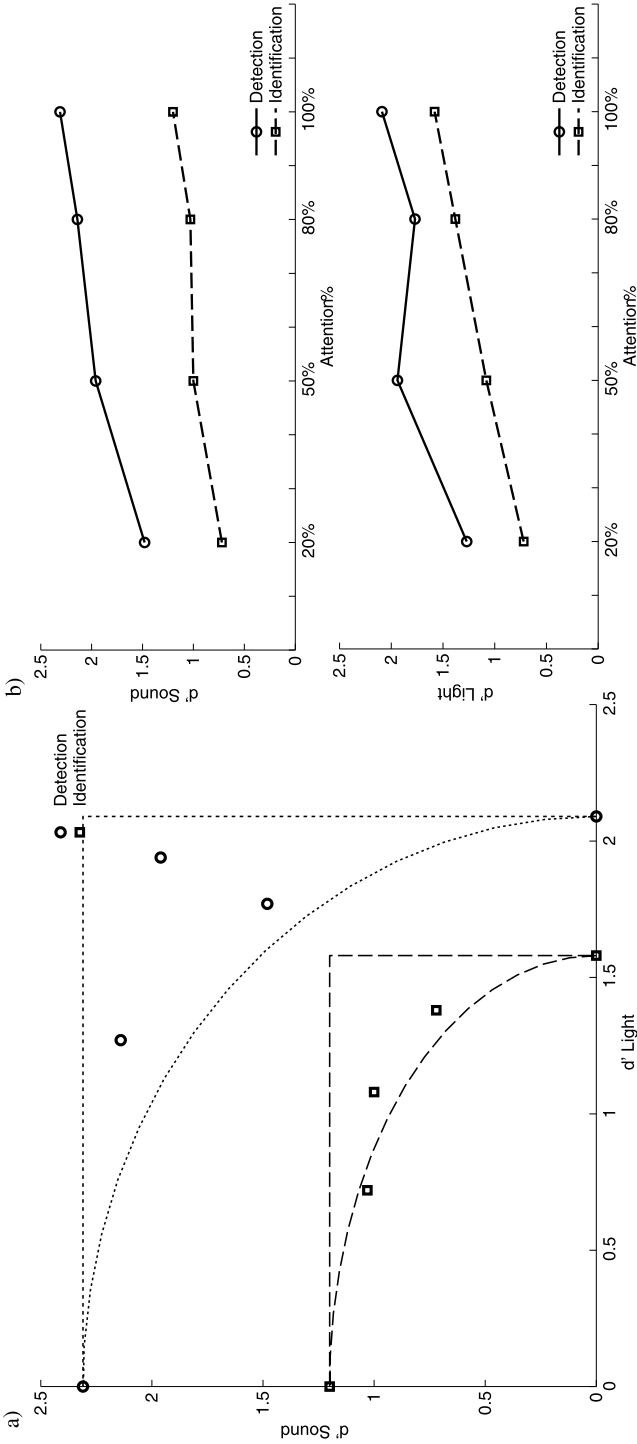 a)
2.5
2
1.5
1
0.5
0
d' Sound
0
0.5
1
1.5
2
2.5
d' Light
Detection
Identification
b)
2.5
2
1.5
1
0.5
0
d' Sound
20%
50%
80%
100%
Attention%
Detection
Identification
2.5
2
1.5
1
0.5
0
d' Light
20%
50%
80%
100%
Attention%
Detection
Identification